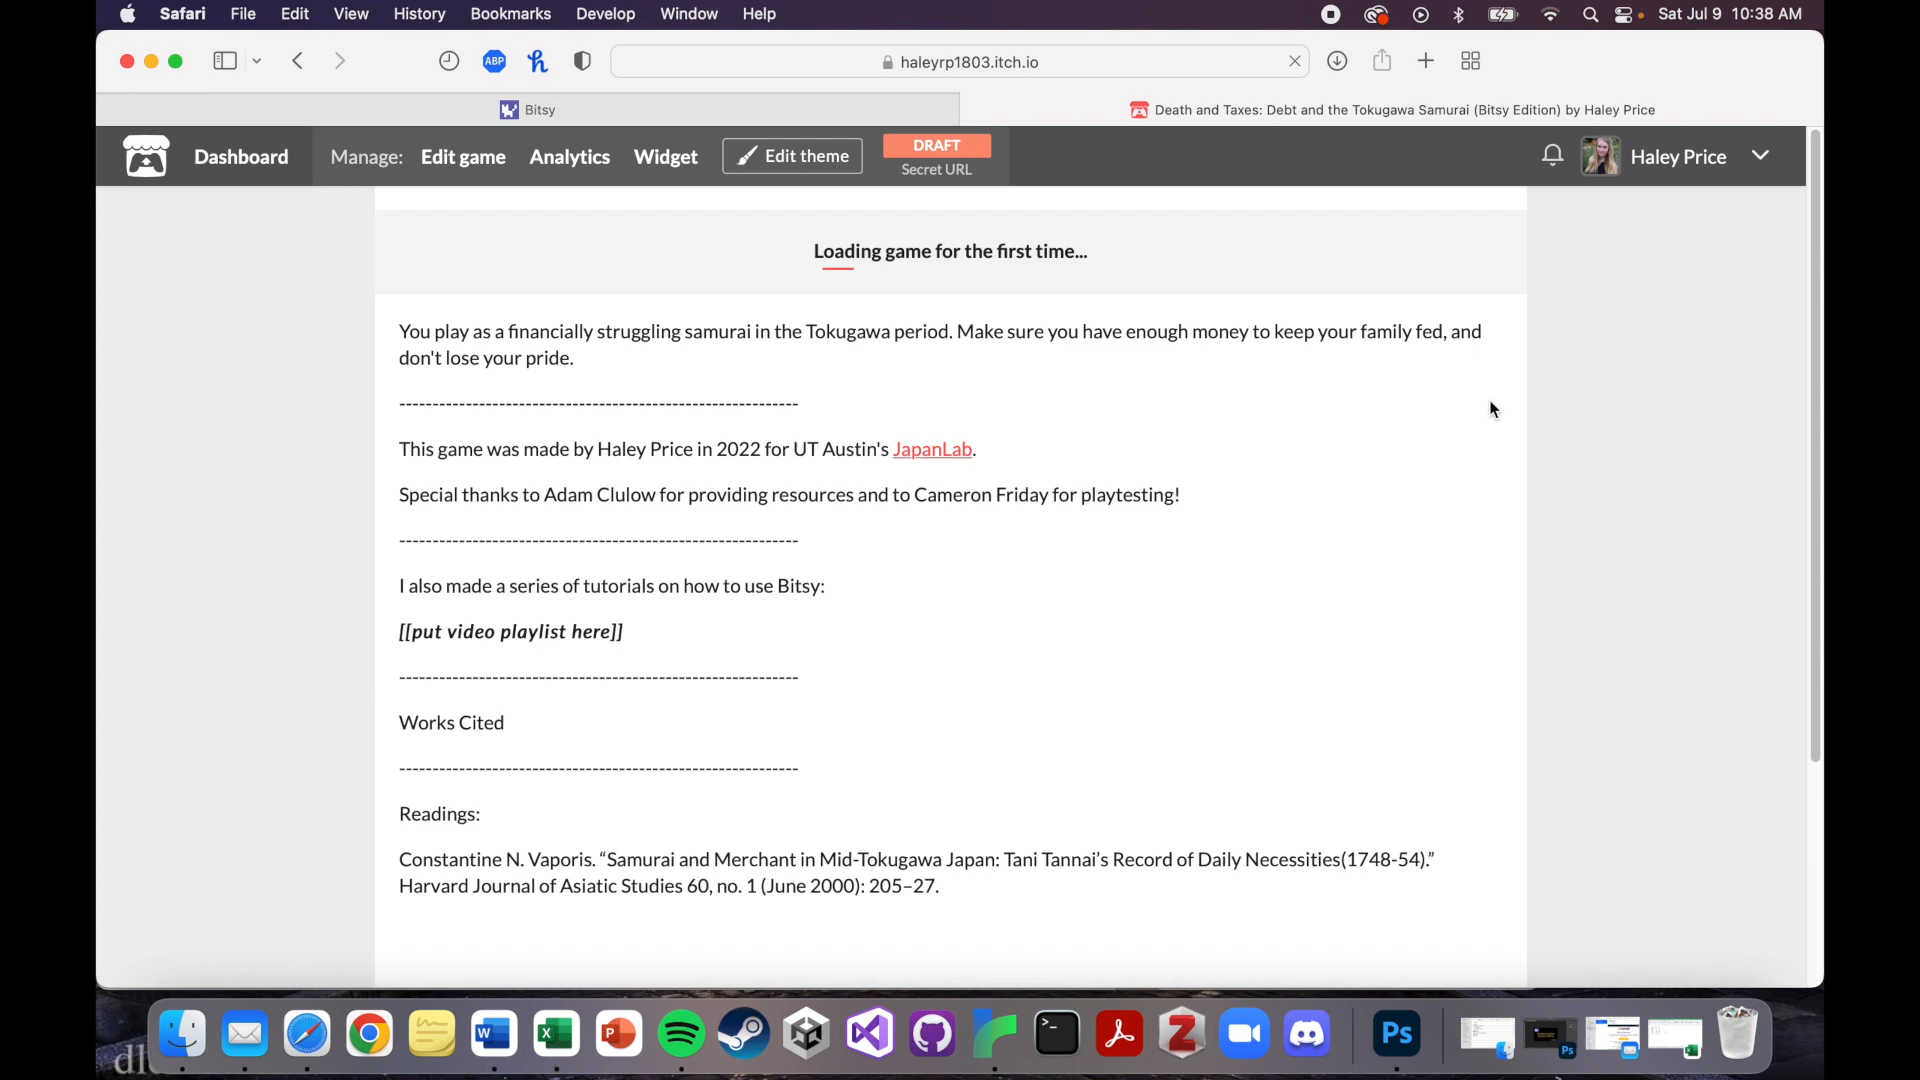 Safari File Edit View History Bookmarks Develop Window Help Sat Jul 9 10:38 AM
ABP haleyrp1803.itch.io
Bitsy Death and Taxes: Debt and the Tokugawa Samurai (Bitsy Edition) by Haley Price
Dashboard Manage: Edit game Analytics Widget Edit theme DRAFT Haley Price
Secret URL
Loading game for the first time...
You play as a financially struggling samurai in the Tokugawa period. Make sure you have enough money to keep your family fed, and
don't lose your pride.
------------------------------------------------------------
This game was made by Haley Price in 2022 for UT Austin's JapanLab.
Special thanks to Adam Clulow for providing resources and to Cameron Friday for playtesting!
------------------------------------------------------------
I also made a series of tutorials on how to use Bitsy:
[[put video playlist here]]
------------------------------------------------------------
Works Cited
------------------------------------------------------------
Readings:
Constantine N. Vaporis. “Samurai and Merchant in Mid-Tokugawa Japan: Tani Tannai’s Record of Daily Necessities(1748-54).”
Harvard Journal of Asiatic Studies 60, no. 1 (June 2000): 205–27.
W X P Z Ps